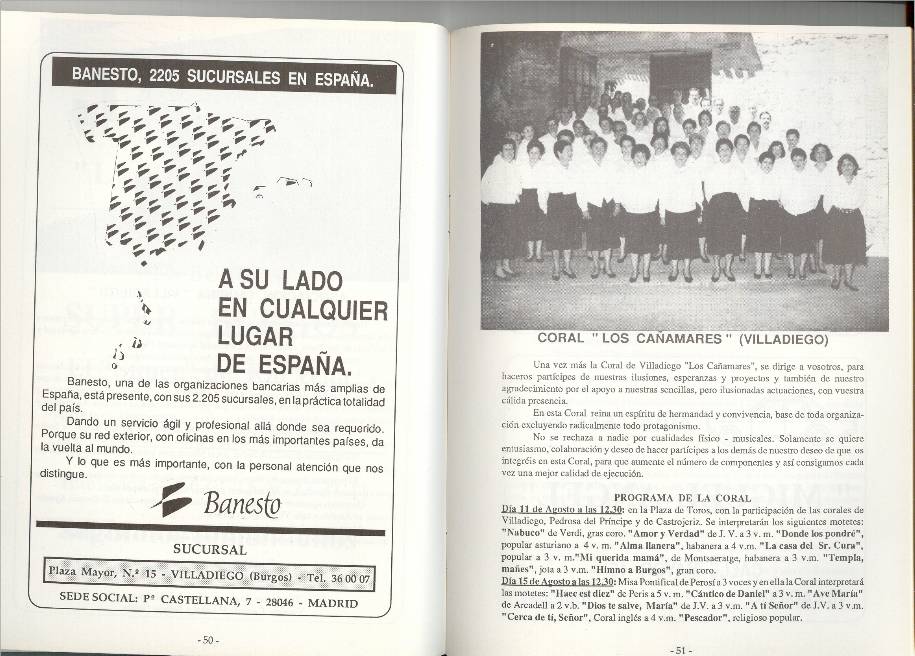 BANESTO, 2205 SUCURSALES EN ESPAÑA.
A SU LADO
EN CUALQUIER
LUGAR
DE ESPAÑA.
Banesto, una de las organizaciones bancarias más amplias de
España, está presente, con sus 2.205 sucursales, en la práctica totalidad
del país.
Dando un servicio ágil y profesional allá donde sea requerido.
Porque su red exterior, con oficinas en los más importantes países, da
la vuelta al mundo.
Y lo que es más importante, con la personal atención que nos
distingue.
Banesto
SUCURSAL
Plaza Mayor, N.º 15 - VILLADIEGO (Burgos) - Tel. 36 00 07
SEDE SOCIAL: Pº CASTELLANA, 7 - 28046 - MADRID
- 50 -
CORAL " LOS CAÑAMARES " (VILLADIEGO)
Una vez más la Coral de Villadiego "Los Cañamares", se dirige a vosotros, para
haceros partícipes de nuestras ilusiones, esperanzas y proyectos y también de nuestro
agradecimiento por el apoyo a nuestras sencillas, pero ilusionadas actuaciones, con vuestra
cálida presencia.
En esta Coral reina un espíritu de hermandad y convivencia, base de toda organiza-
ción excluyendo radicalmente todo protagonismo.
No se rechaza a nadie por cualidades físico - musicales. Solamente se quiere
entusiasmo, colaboración y deseo de hacer partícipes a los demás de nuestro deseo de que os
integréis en esta Coral, para que aumente el número de componentes y así consigamos cada
vez una mejor calidad de ejecución.
PROGRAMA DE LA CORAL
Día 11 de Agosto a las 12,30: en la Plaza de Toros, con la participación de las corales de
Villadiego, Pedrosa del Príncipe y de Castrojeriz. Se interpretarán los siguientes motetes:
"Nabuco" de Verdi, gras coro. "Amor y Verdad" de J. V. a 3 v. m. "Donde los pondré",
popular asturiano a 4 v. m. "Alma llanera", habanera a 4 v.m. "La casa del Sr. Cura",
popular a 3 v. m."Mi querida mamá", de Montsaeratge, habanera a 3 v.m. "Templa,
mañes", jota a 3 v.m. "Himno a Burgos", gran coro.
Día 15 de Agosto a las 12,30: Misa Pontifical de Perosí a 3 voces y en ella la Coral interpretará
las motetes: "Hace est diez" de Peris a 5 v. m. "Cántico de Daniel" a 3 v. m. "Ave María"
de Arcadell a 2 v.b. "Dios te salve, María" de J.V. a 3 v.m. "A tí Señor" de J.V. a 3 v.m.
"Cerca de tí, Señor", Coral inglés a 4 v.m. "Pescador", religioso popular.
- 51 -